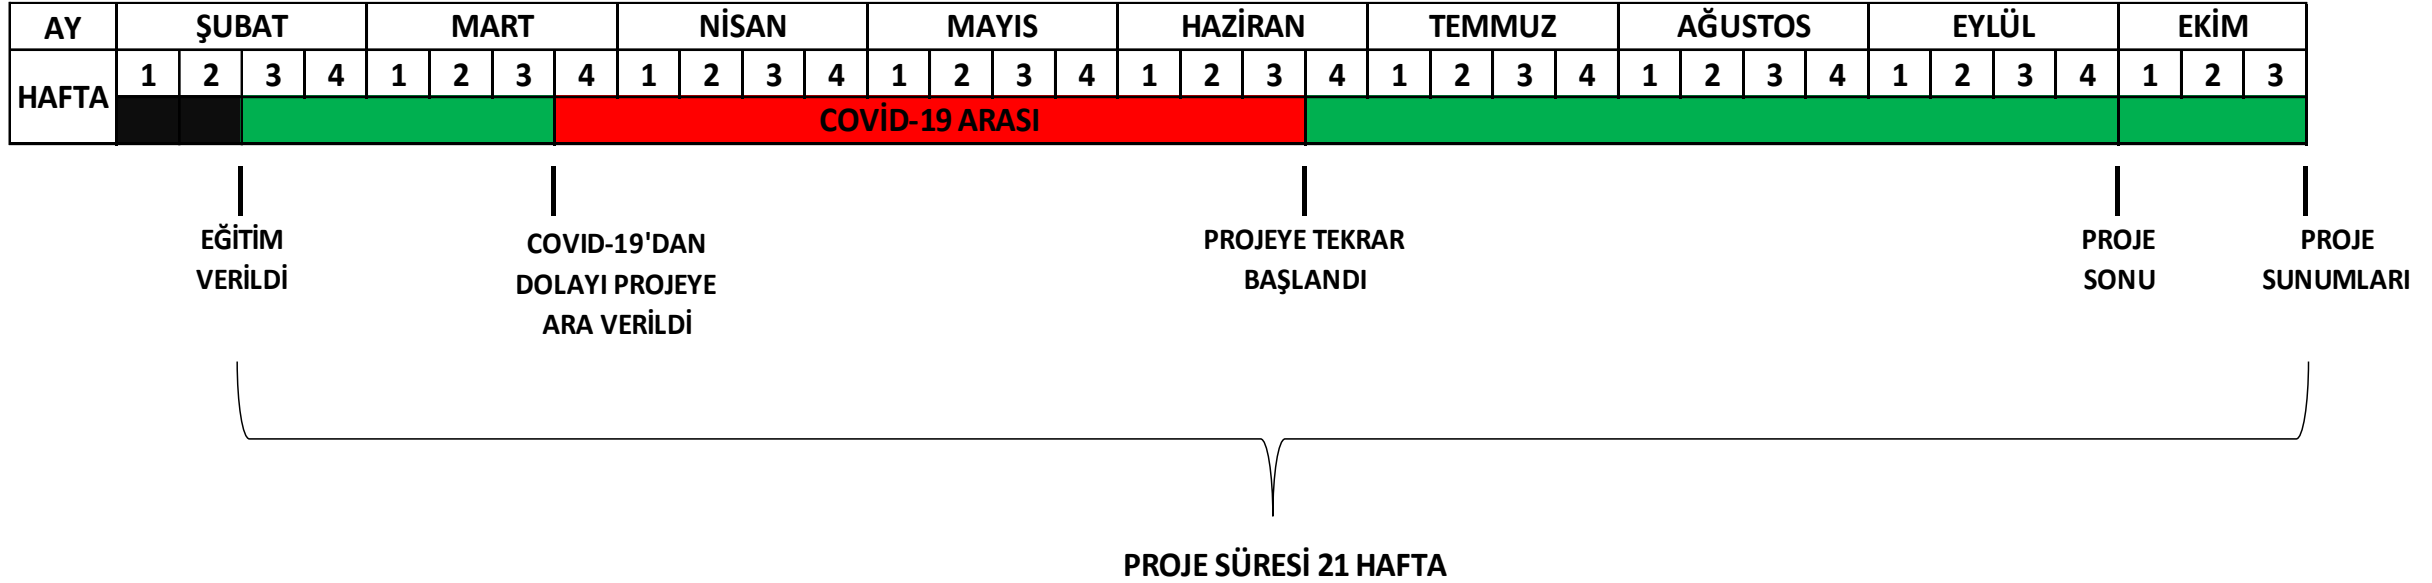 AY ŞUBAT MART NİSAN MAYIS HAZİRAN TEMMUZ AĞUSTOS EYLÜL EKİM
HAFTA 1 2 3 4 1 2 3 4 1 2 3 4 1 2 3 4 1 2 3 4 1 2 3 4 1 2 3 4 1 2 3 4 1 2 3
COVİD-19 ARASI
EĞİTİM
VERİLDİ
COVID-19'DAN
DOLAYI PROJEYE
ARA VERİLDİ
PROJEYE TEKRAR
BAŞLANDI
PROJE
SONU
PROJE
SUNUMLARI
PROJE SÜRESİ 21 HAFTA